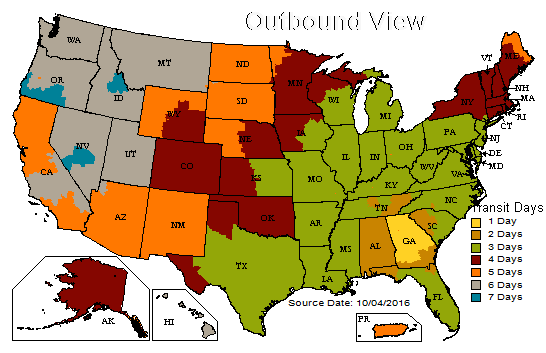 Outbound View
WA
MT
ND
MN
VT
ME
OR
ID
SD
WI
NH
MA
WY
MI
NY
RI
CT
NE
IA
PA
NJ
NV
UT
IL
IN
OH
DE
MD
CA
CO
KS
MO
WV
VA
KY
AZ
NM
OK
AR
TN
NC
SC
MS
AL
GA
TX
LA
FL
Transit Days
1 Day
2 Days
3 Days
4 Days
5 Days
6 Days
7 Days
Source Date: 10/04/2016
AK
HI
PR